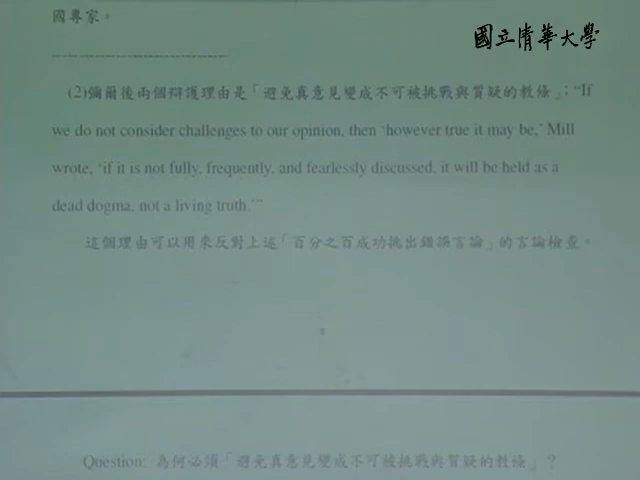 國專家。
國立清華大學
(2)彌爾後兩個辯護理由是「避免真意見變成不可被挑戰與質疑的教條」；“If
we do not consider challenges to our opinion, then ‘however true it may be,’ Mill
wrote, ‘if it is not fully, frequently, and fearlessly discussed, it will be held as a
dead dogma, not a living truth.’”
這個理由可以用來反對上述「百分之百成功挑出錯誤言論」的言論檢查。
Question: 為何必須「避免真意見變成不可被挑戰與質疑的教條」？